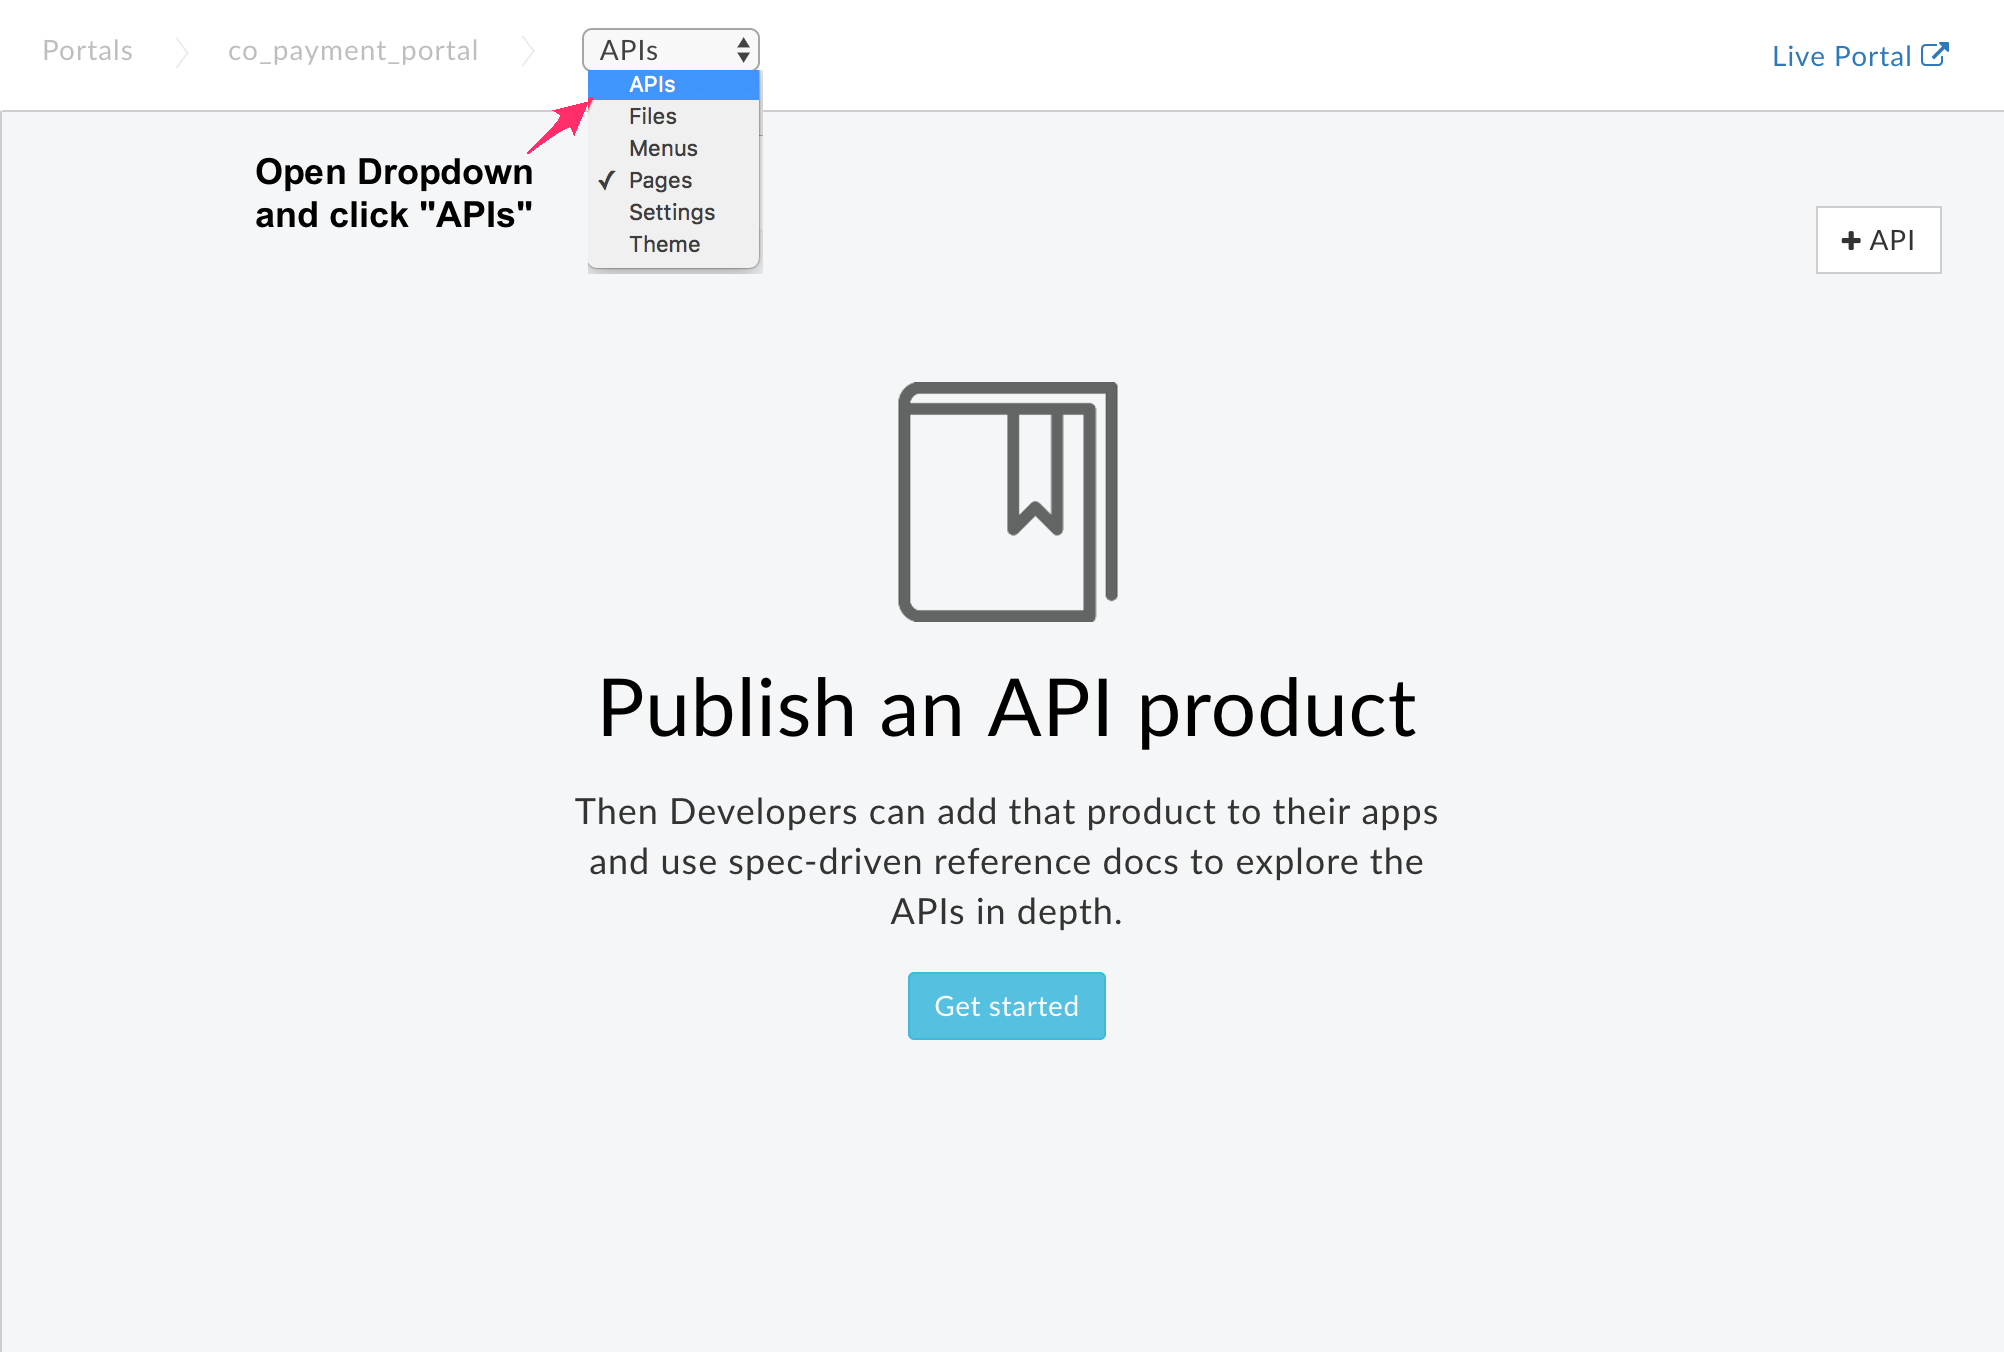 Portals
co_payment_portal
APIs
Live Portal
APIs
Files
Menus
✓ Pages
Settings
Theme
Open Dropdown
and click "APIs"
+ API
Publish an API product
Then Developers can add that product to their apps
and use spec-driven reference docs to explore the
APIs in depth.
Get started